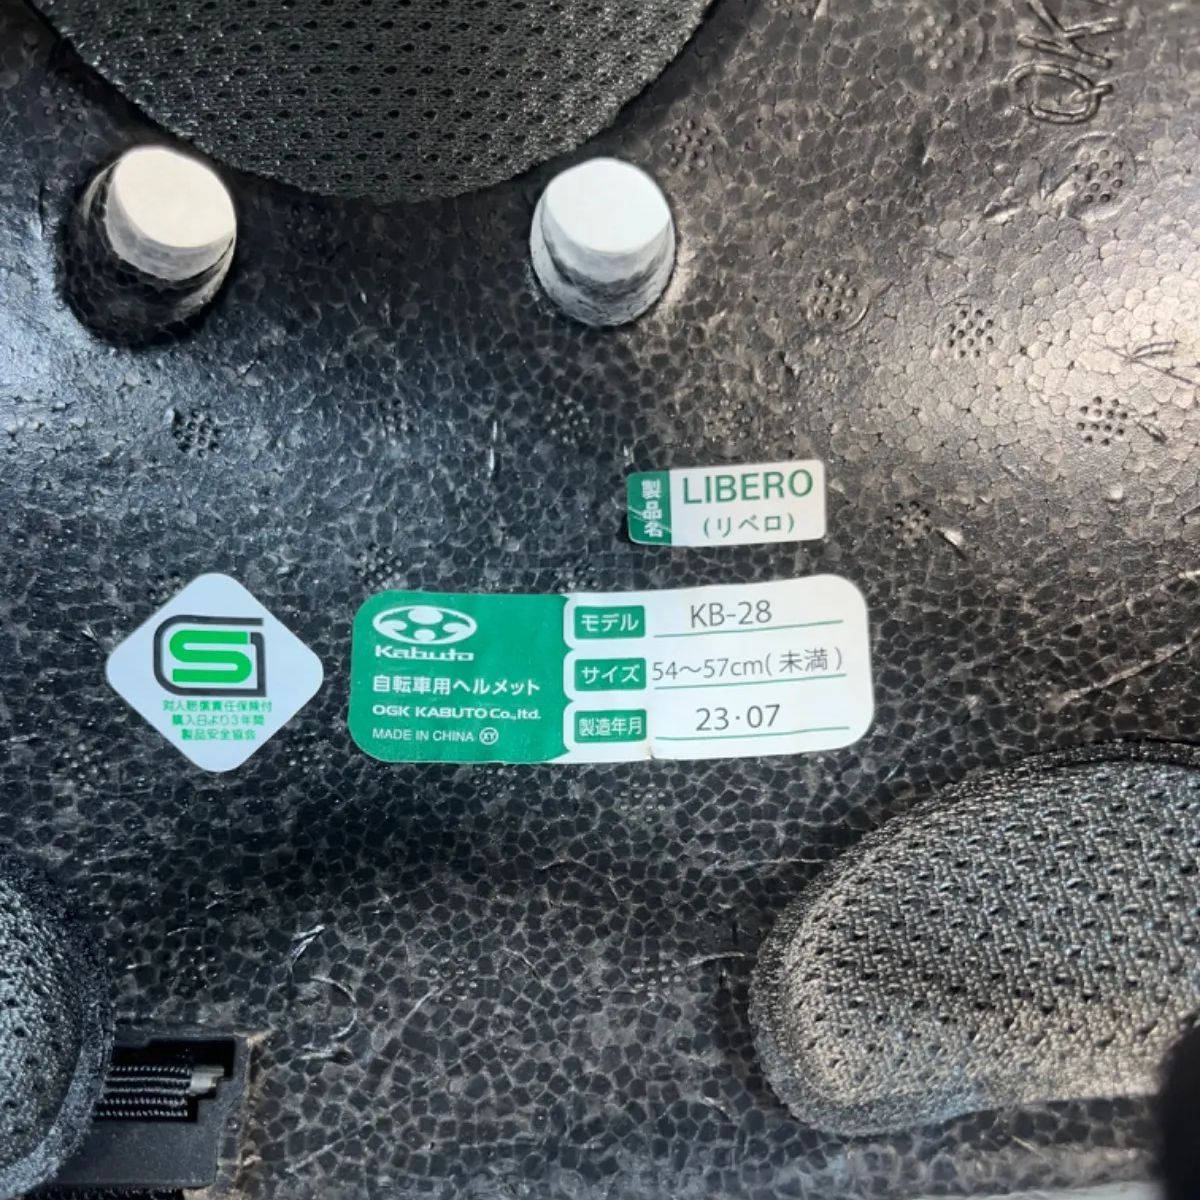 製品名
LIBERO
(リベロ)
Kabuto
自転車用ヘルメット
OGK KABUTO Co.,ltd.
MADE IN CHINA XY
モデル KB-28
サイズ 54～57cm(未満)
製造年月 23・07
S
対人賠償責任保険付
購入日より3年間
製品安全協会